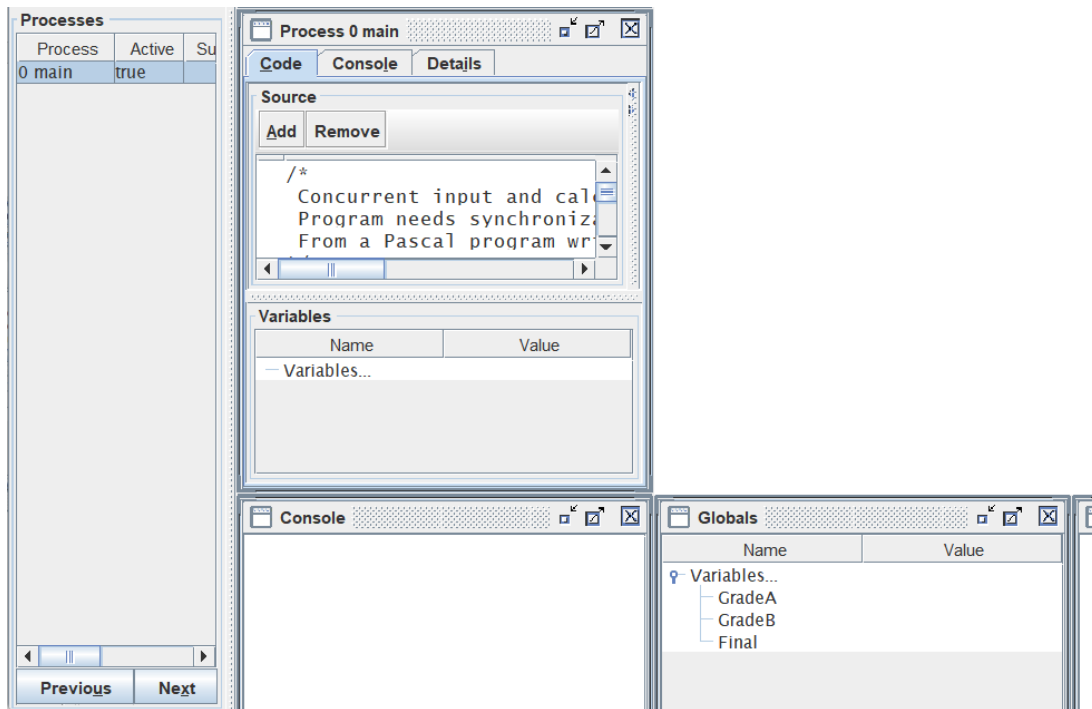 Processes
Process Active Su
0 main true
Previous Next
Process 0 main
Code Console Details
Source
Add Remove
/*
Concurrent input and calc
Program needs synchroniza
From a Pascal program wr
Variables
Name Value
Variables...
Console
Globals
Name Value
Variables...
GradeA
GradeB
Final